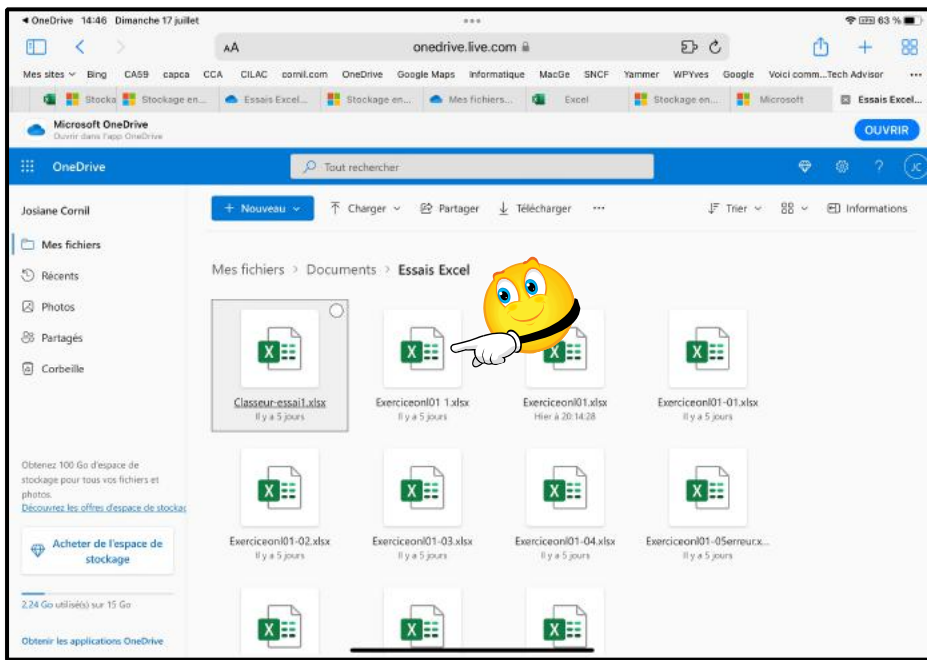 ◄ OneDrive 14:46 Dimanche 17 juillet
VPN 63 %
AA
onedrive.live.com
Mes sites Bing CA59 capca CCA CILAC cornil.com OneDrive Google Maps Informatique MacGe SNCF Yammer WPYves Google Voici comm...Tech Advisor
Stocka Stockage en... Essais Excel... Stockage en... Mes fichiers... Excel Stockage en... Microsoft Essais Excel...
Microsoft OneDrive
Ouvrir dans l'app OneDrive
OUVRIR
OneDrive
Tout rechercher
?
JC
Josiane Cornil
+ Nouveau
Charger
Partager
Télécharger
...
Trier
Informations
Mes fichiers
Récents
Photos
Partagés
Corbeille
Mes fichiers > Documents > Essais Excel
Classeur-essai1.xlsx
Il y a 5 jours
Exerciceonl01 1.xlsx
Il y a 5 jours
Exerciceonl01.xlsx
Hier à 20:14:28
Exerciceonl01-01.xlsx
Il y a 5 jours
Exerciceonl01-02.xlsx
Il y a 5 jours
Exerciceonl01-03.xlsx
Il y a 5 jours
Exerciceonl01-04.xlsx
Il y a 5 jours
Exerciceonl01-05erreur.x...
Il y a 5 jours
Obtenez 100 Go d'espace de
stockage pour tous vos fichiers et
photos.
Découvrez les offres d'espace de stockag
Acheter de l'espace de
stockage
2.24 Go utilisé(s) sur 15 Go
Obtenir les applications OneDrive